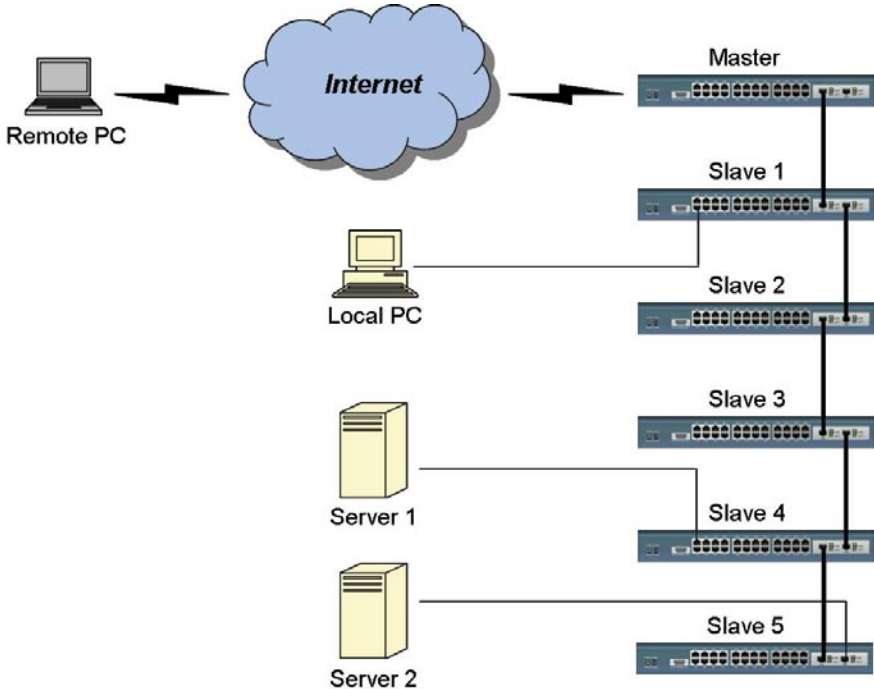 Master
Internet
Remote PC
Slave 1
Slave 2
Local PC
Slave 3
Slave 4
Server 1
Slave 5
Server 2